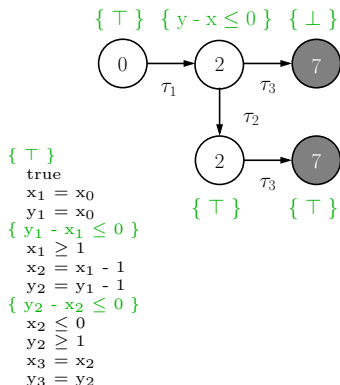 { ⊤ } { y - x ≤ 0 } { ⊥ }
0 2 7
τ₁ τ₃
τ₂
2 7
τ₃
{ ⊤ } { ⊤ }
{ ⊤ }
true
x₁ = x₀
y₁ = x₀
{ y₁ - x₁ ≤ 0 }
x₁ ≥ 1
x₂ = x₁ - 1
y₂ = y₁ - 1
{ y₂ - x₂ ≤ 0 }
x₂ ≤ 0
y₂ ≥ 1
x₃ = x₂
y₃ = y₂